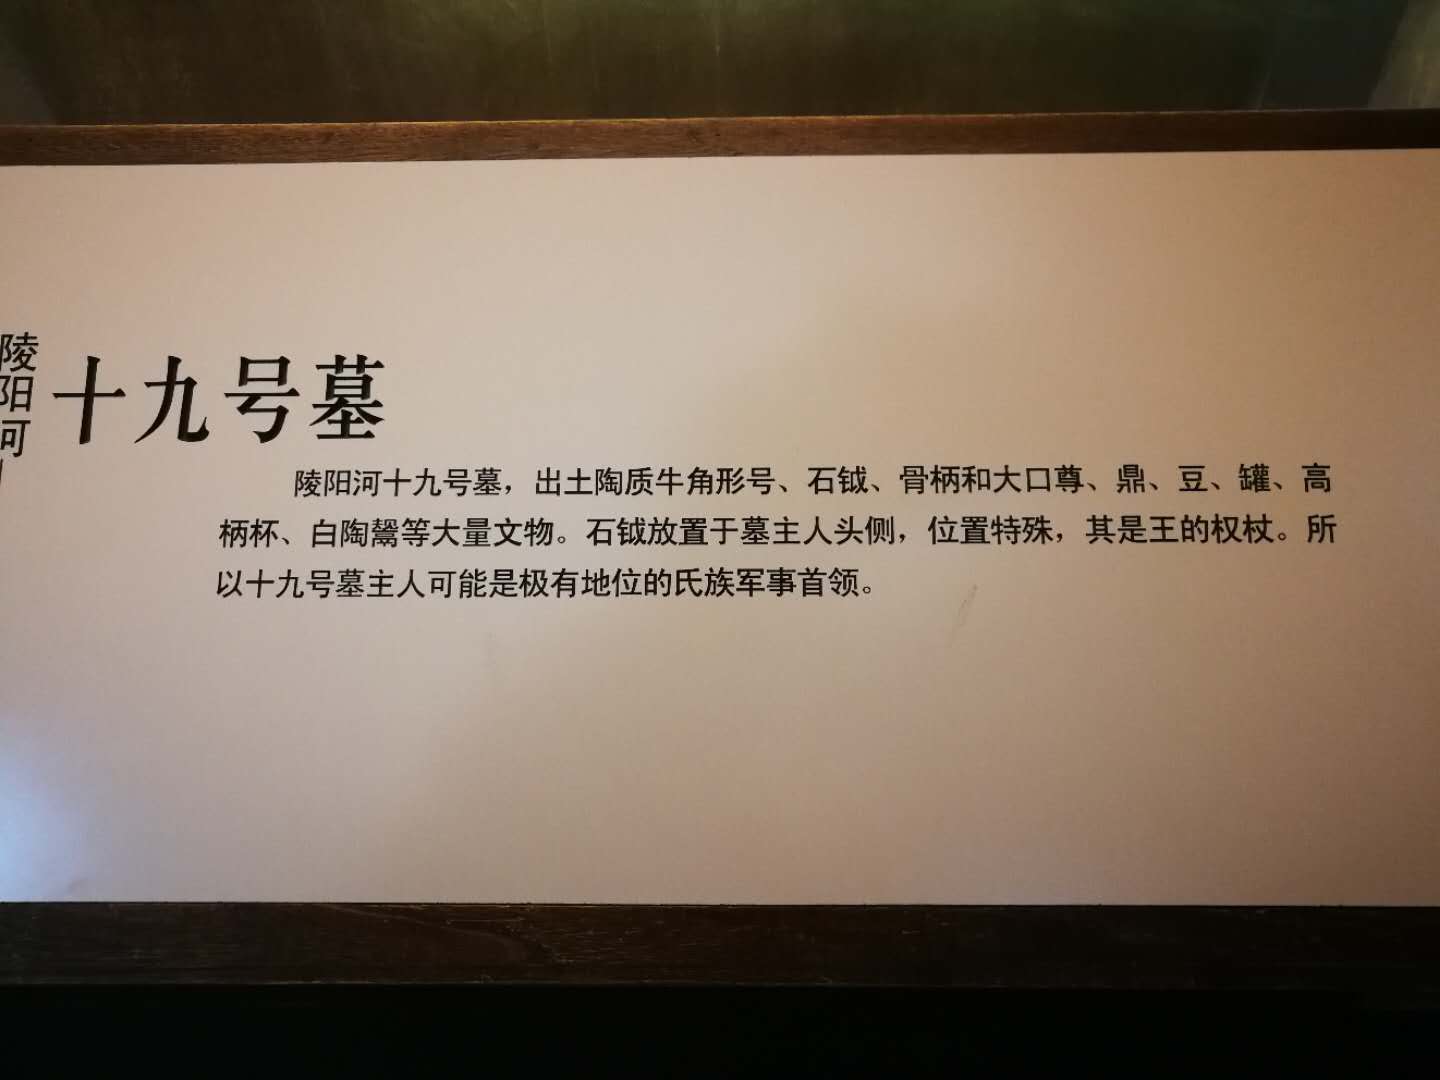 陵阳河
十九号墓
陵阳河十九号墓，出土陶质牛角形号、石钺、骨柄和大口尊、鼎、豆、罐、高
柄杯、白陶鬶等大量文物。石钺放置于墓主人头侧，位置特殊，其是王的权杖。所
以十九号墓主人可能是极有地位的氏族军事首领。